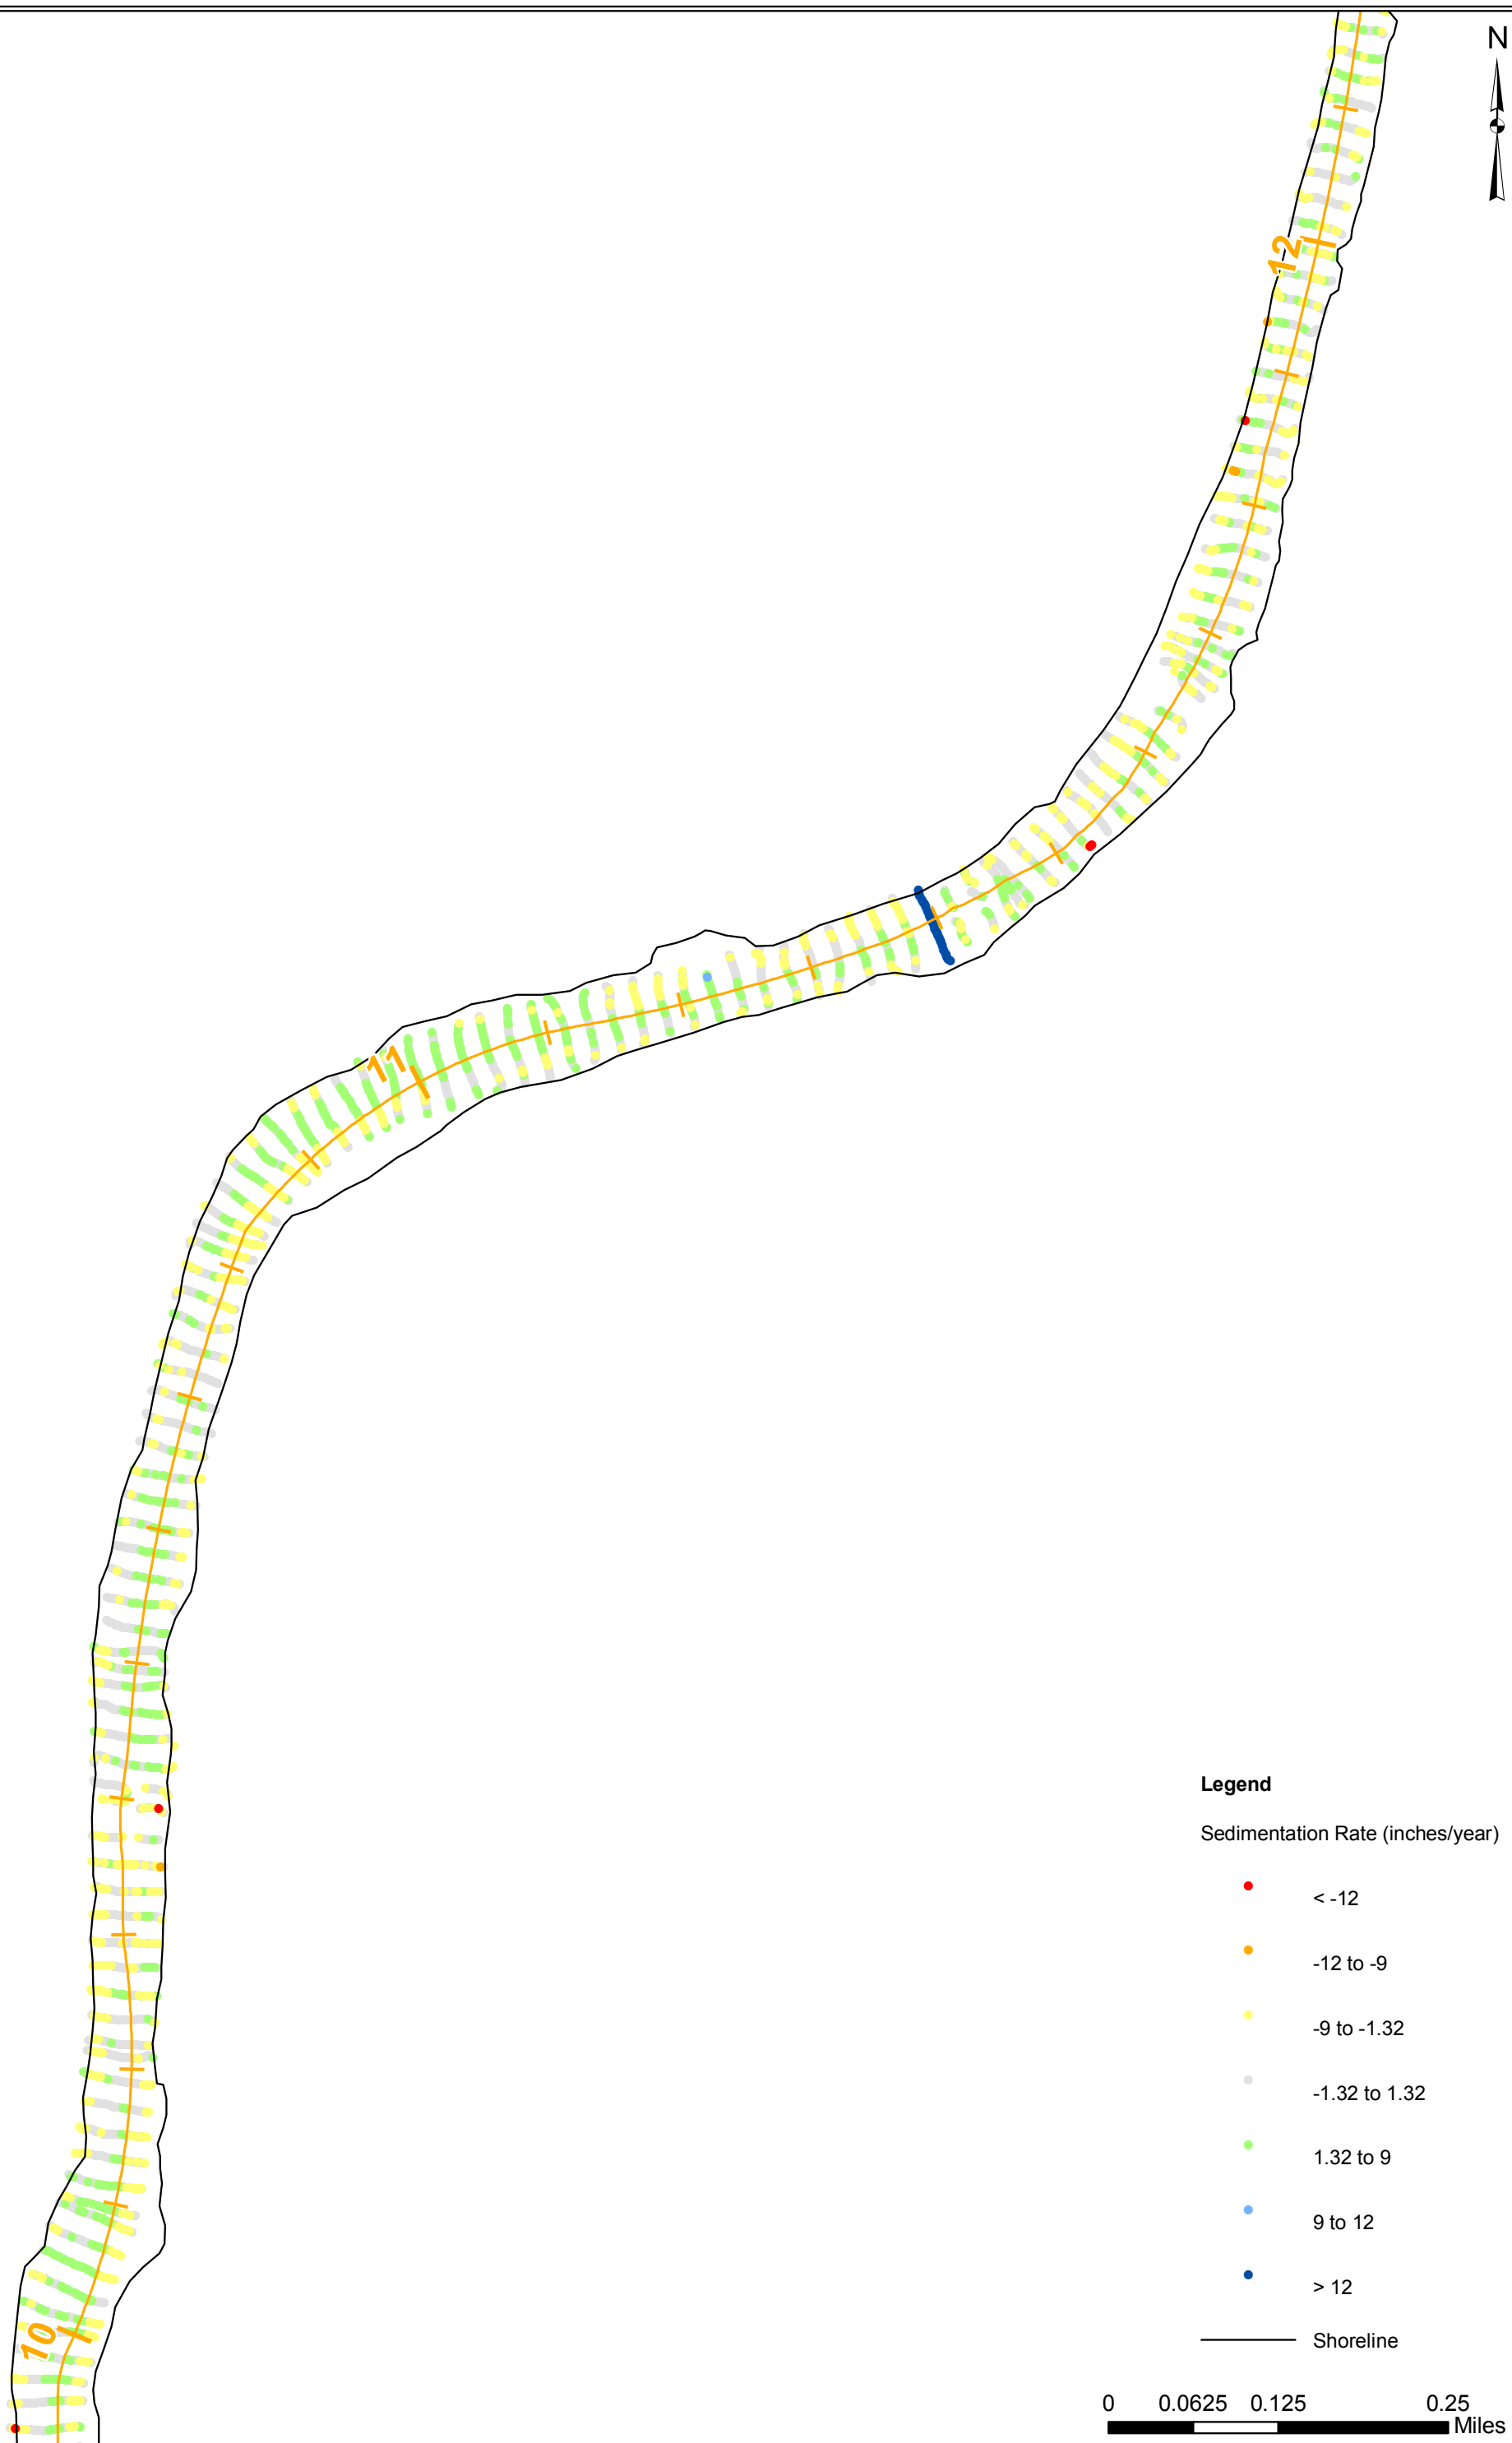 N
12
11
10
Legend
Sedimentation Rate (inches/year)
< -12
-12 to -9
-9 to -1.32
-1.32 to 1.32
1.32 to 9
9 to 12
> 12
Shoreline
0 0.0625 0.125 0.25
Miles